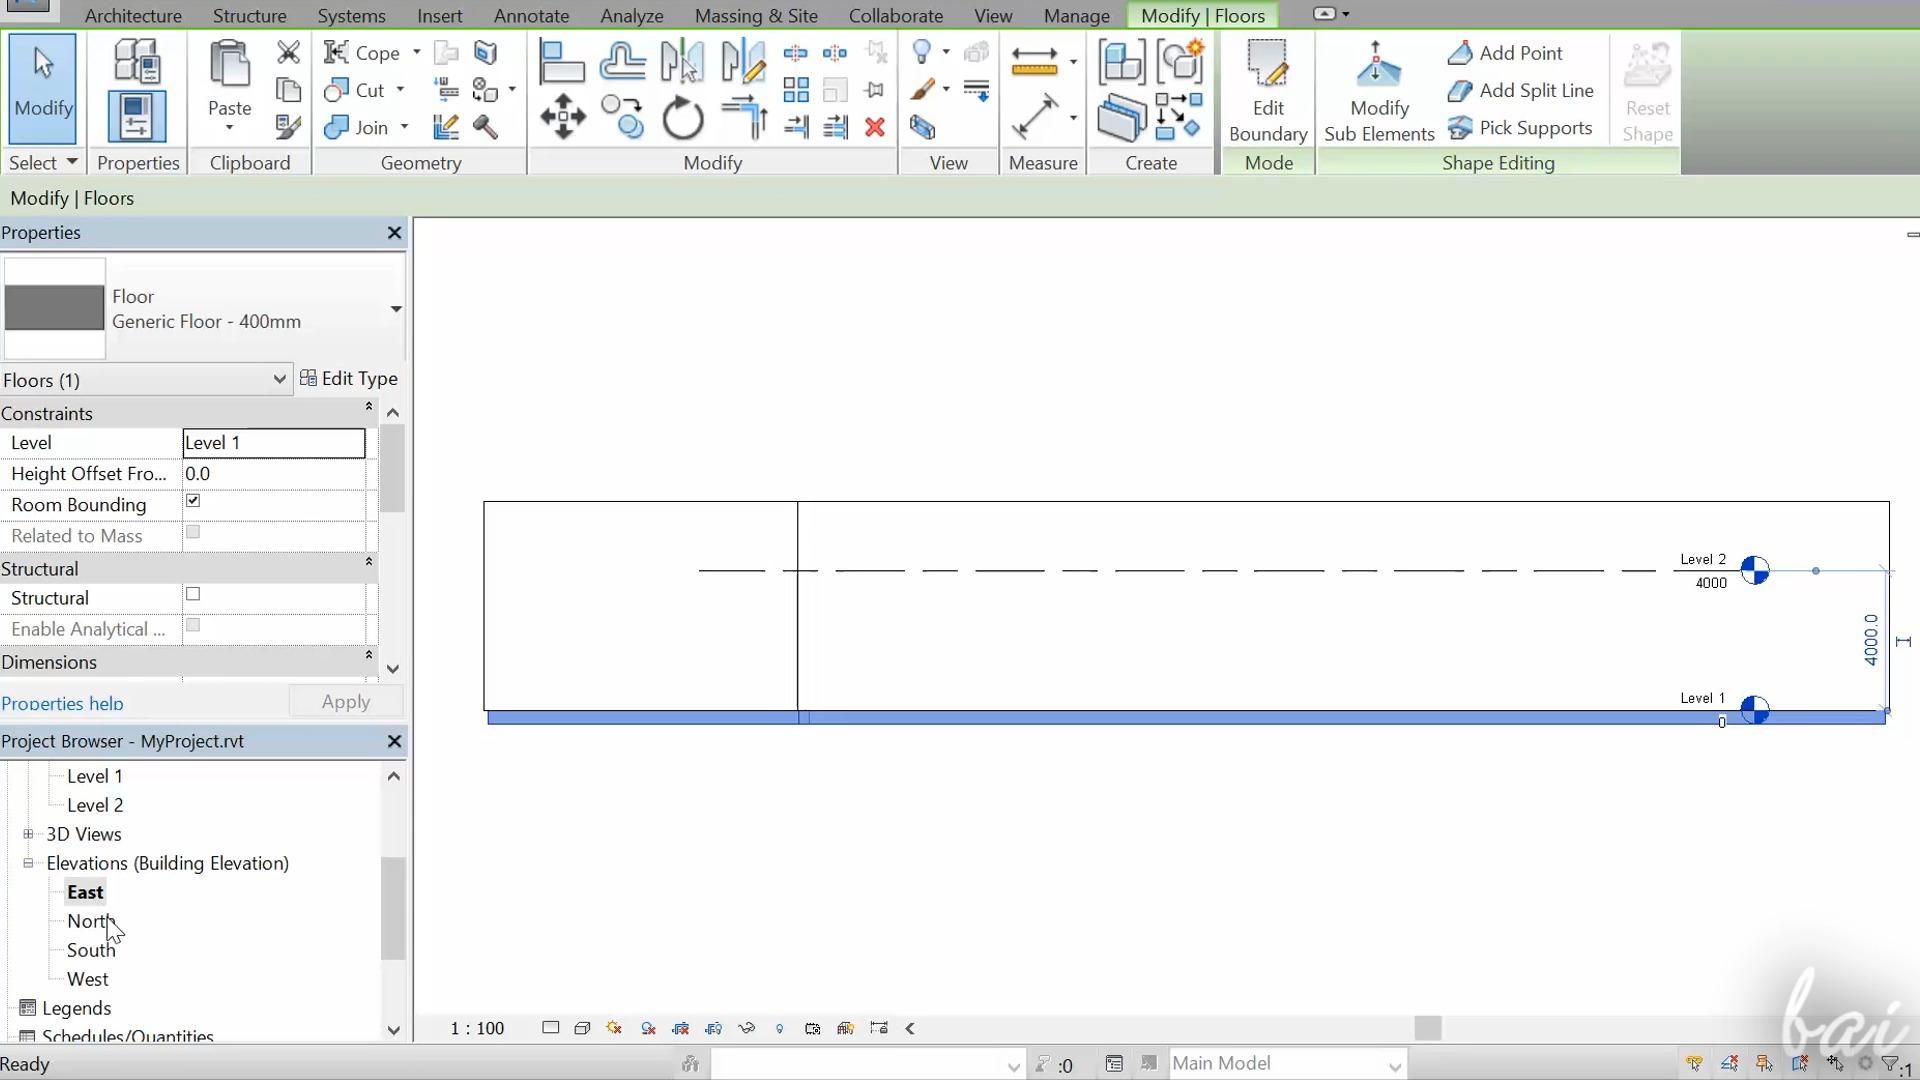 Architecture Structure Systems Insert Annotate Analyze Massing & Site Collaborate View Manage Modify | Floors
Modify
Paste
Cope
Cut
Join
Edit
Boundary
Modify
Sub Elements
Add Point
Add Split Line
Pick Supports
Reset
Shape
Select Properties Clipboard Geometry Modify View Measure Create Mode Shape Editing
Modify | Floors
Properties
Floor
Generic Floor - 400mm
Floors (1) Edit Type
Constraints
Level Level 1
Height Offset Fro... 0.0
Room Bounding
Related to Mass
Structural
Structural
Enable Analytical ...
Dimensions
Properties help Apply
Project Browser - MyProject.rvt
Level 1
Level 2
3D Views
Elevations (Building Elevation)
East
North
South
West
Legends
Schedules/Quantities
Level 2
4000
4000.0
Level 1
0
1 : 100
Ready
:0
Main Model
:1
bai